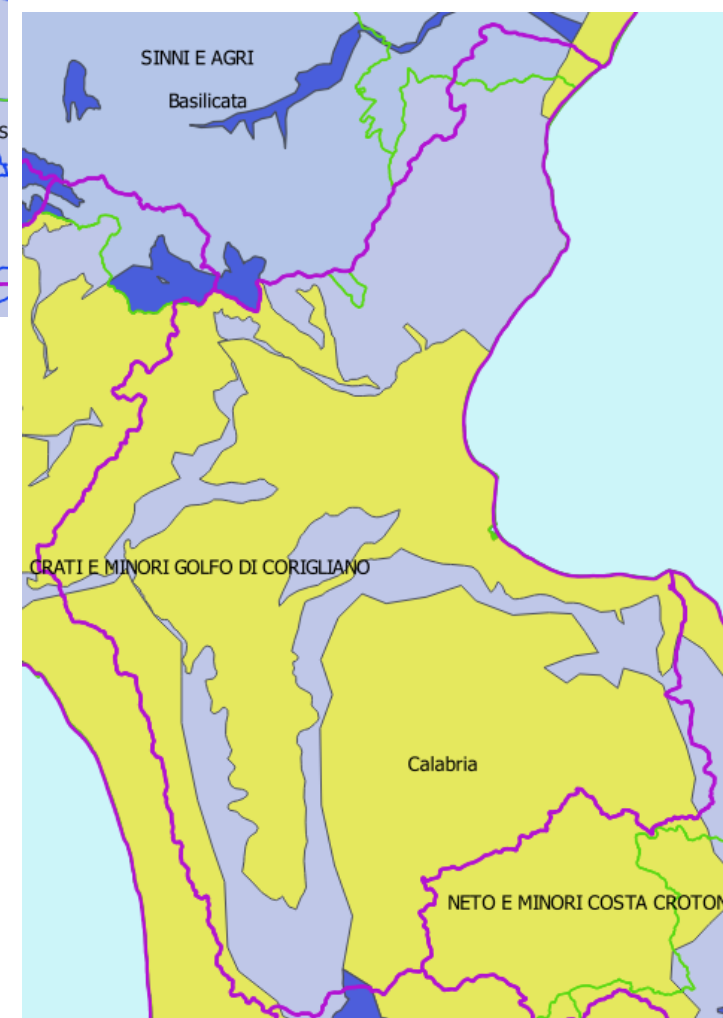 SINNI E AGRI
Basilicata
s
CRATI E MINORI GOLFO DI CORIGLIANO
Calabria
NETO E MINORI COSTA CROTON